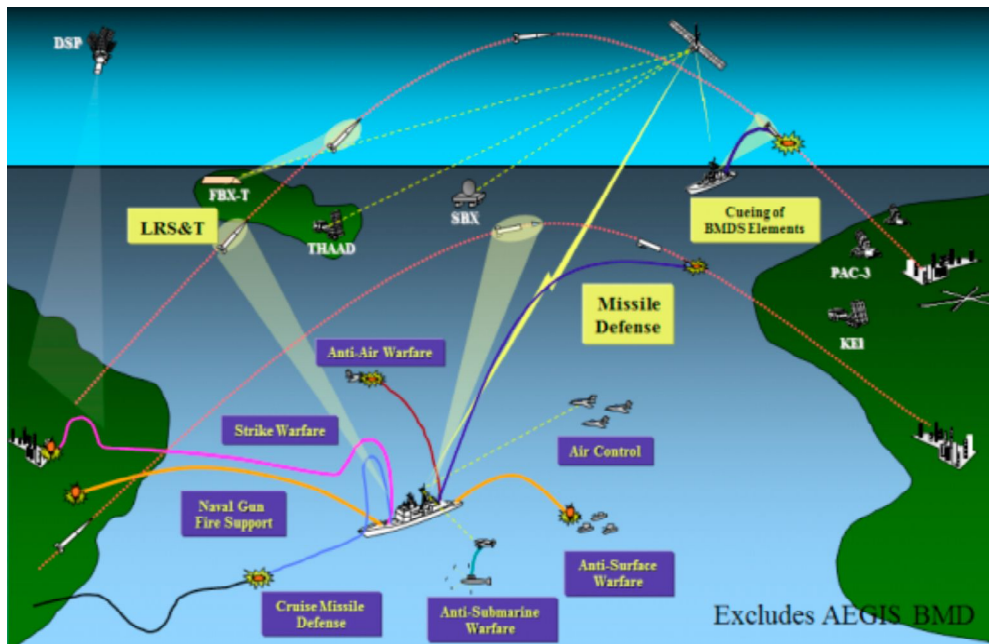 DSP
FBX-T
LRS&T
THAAD
SBX
Cueing of
BMDS Elements
PAC-3
KEI
Missile
Defense
Anti-Air Warfare
Strike Warfare
Air Control
Naval Gun
Fire Support
Anti-Surface
Warfare
Cruise Missile
Defense
Anti-Submarine
Warfare
Excludes AEGIS BMD